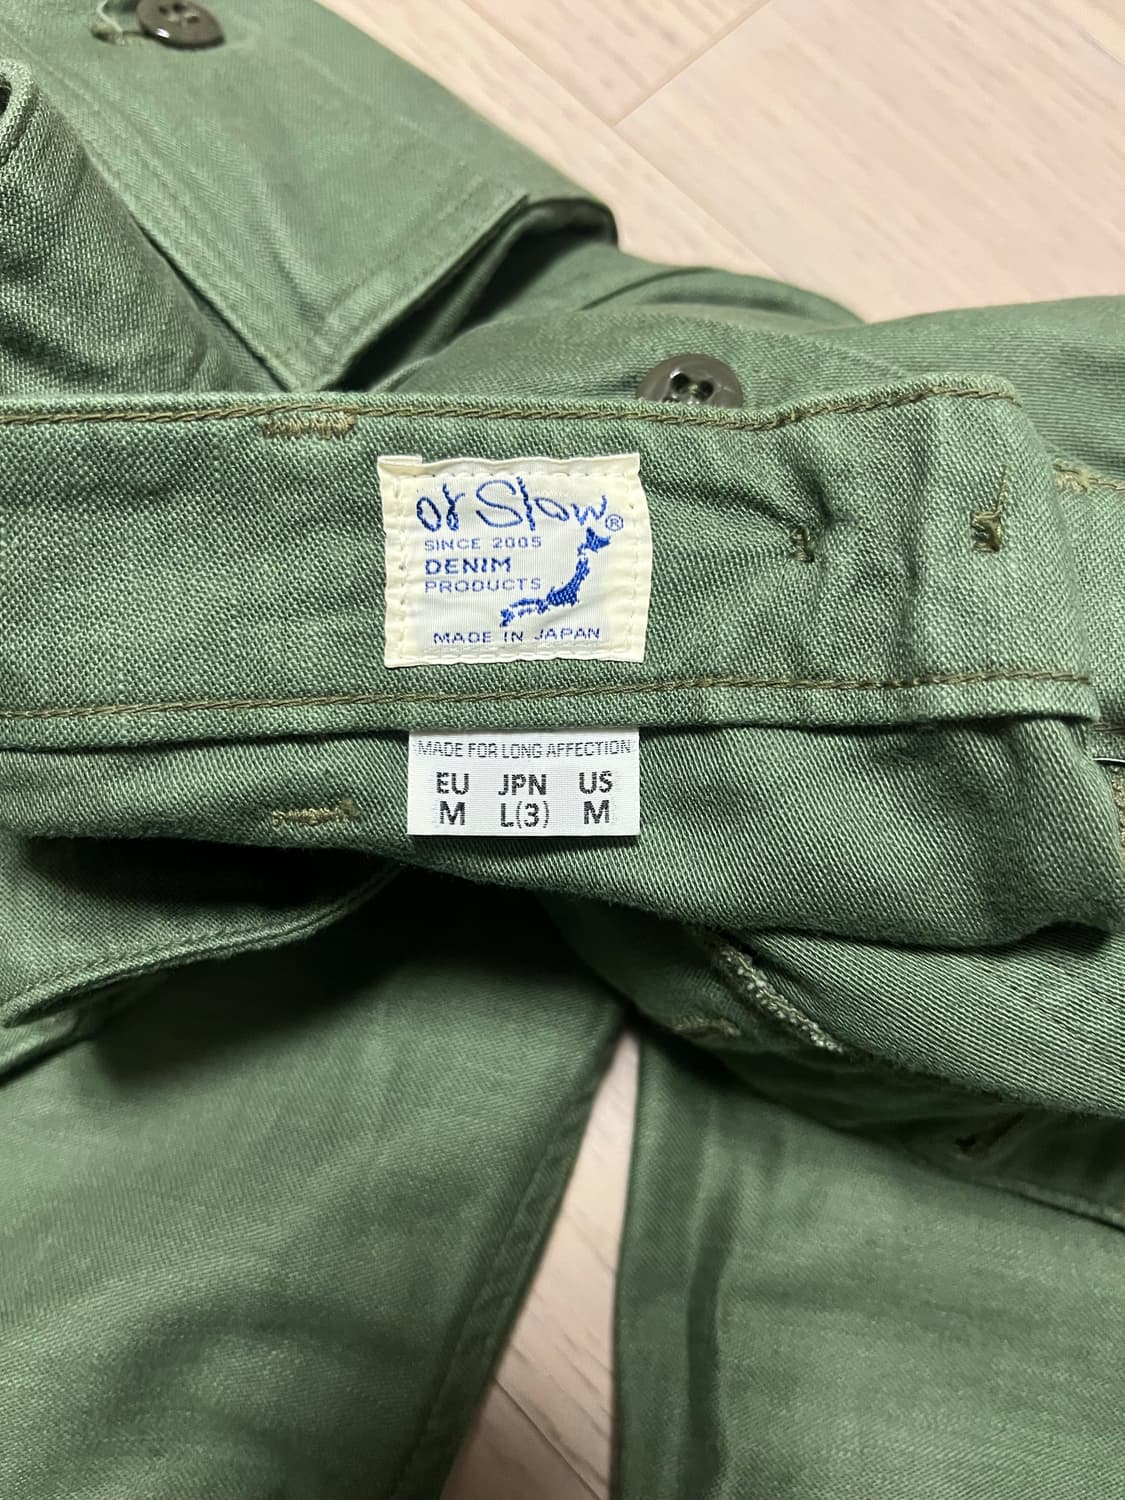 or Slow®
SINCE 2005
DENIM
PRODUCTS
MADE IN JAPAN
MADE FOR LONG AFFECTION
EU JPN US
M L(3) M